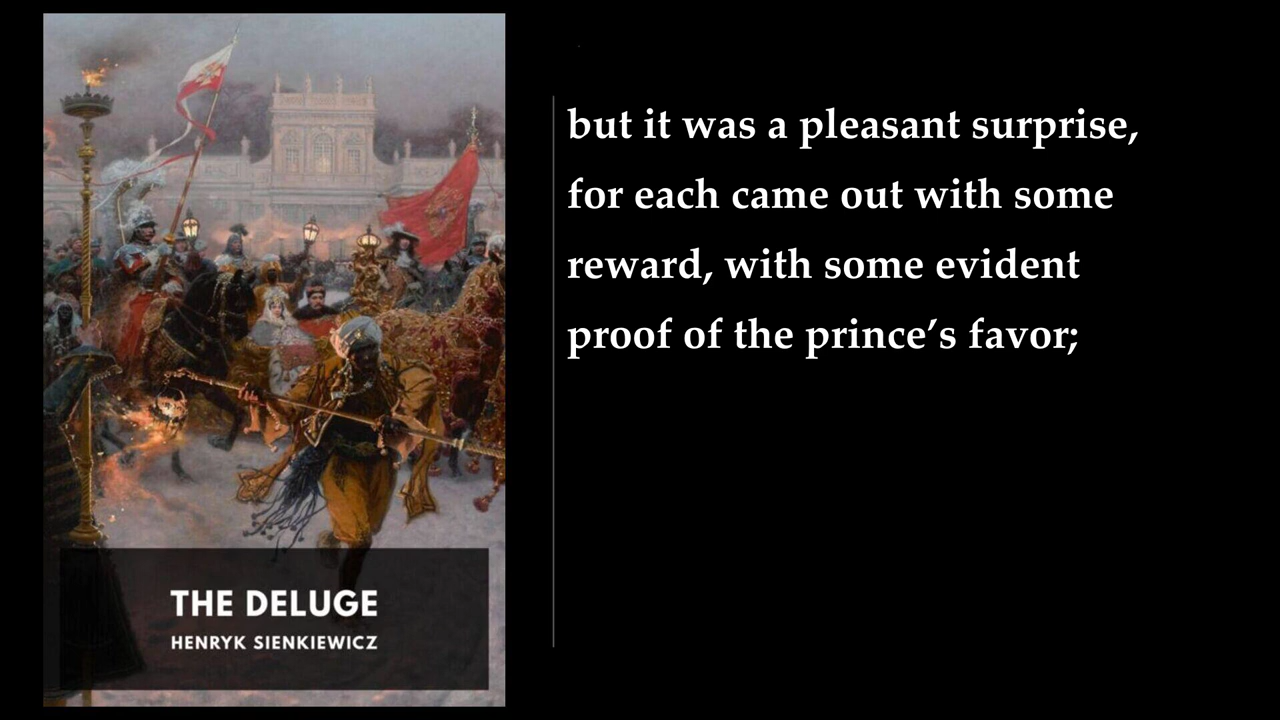 THE DELUGE
HENRYK SIENKIEWICZ
but it was a pleasant surprise,
for each came out with some
reward, with some evident
proof of the prince’s favor;